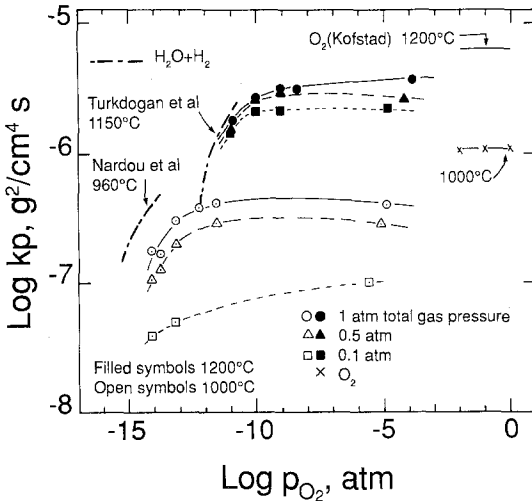 -5
-6
-7
-8
Log kp, g²/cm⁴ s
H₂O+H₂
O₂(Kofstad) 1200°C
Turkdogan et al
1150°C
Nardou et al
960°C
1000°C
1 atm total gas pressure
0.5 atm
0.1 atm
O₂
Filled symbols 1200°C
Open symbols 1000°C
-15
-10
-5
0
Log pO₂, atm